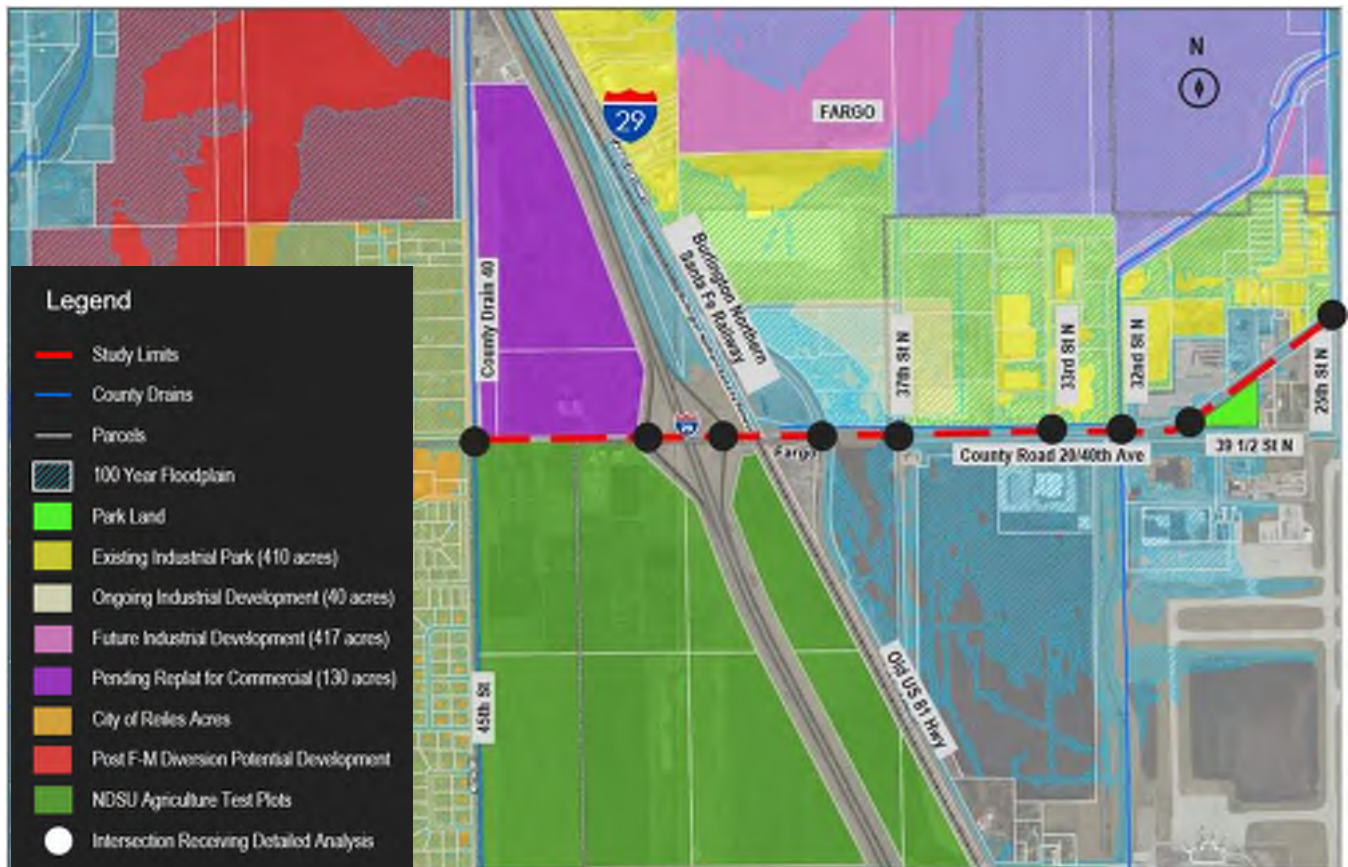 N
29
FARGO
Burlington Northern
Santa Fe Railway
County Drain 40
37th St N
33rd St N
32nd St N
25th St N
29
Fargo
County Road 20/40th Ave
39 1/2 St N
45th St
Old US 81 Hwy
Legend
Study Limits
County Drains
Parcels
100 Year Floodplain
Park Land
Existing Industrial Park (410 acres)
Ongoing Industrial Development (40 acres)
Future Industrial Development (417 acres)
Pending Replat for Commercial (130 acres)
City of Reiles Acres
Post F-M Diversion Potential Development
NDSU Agriculture Test Plots
Intersection Receiving Detailed Analysis